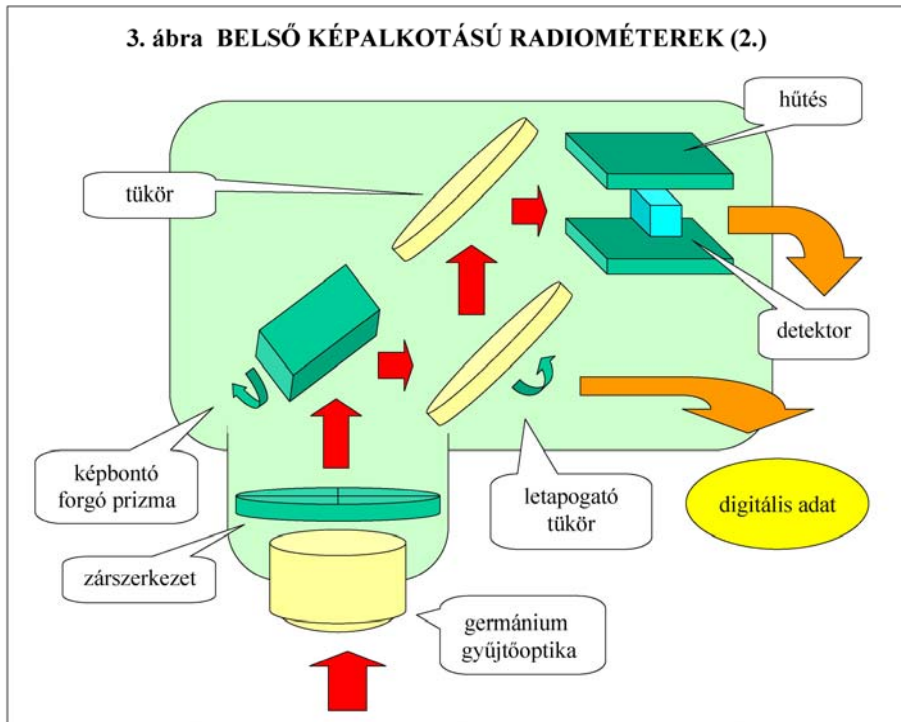 3. ábra BELSŐ KÉPALKOTÁSÚ RADIOMÉTEREK (2.)
hűtés
tükör
detektor
képbontó
forgó prizma
letapogató
tükör
digitális adat
zárszerkezet
germánium
gyűjtőoptika